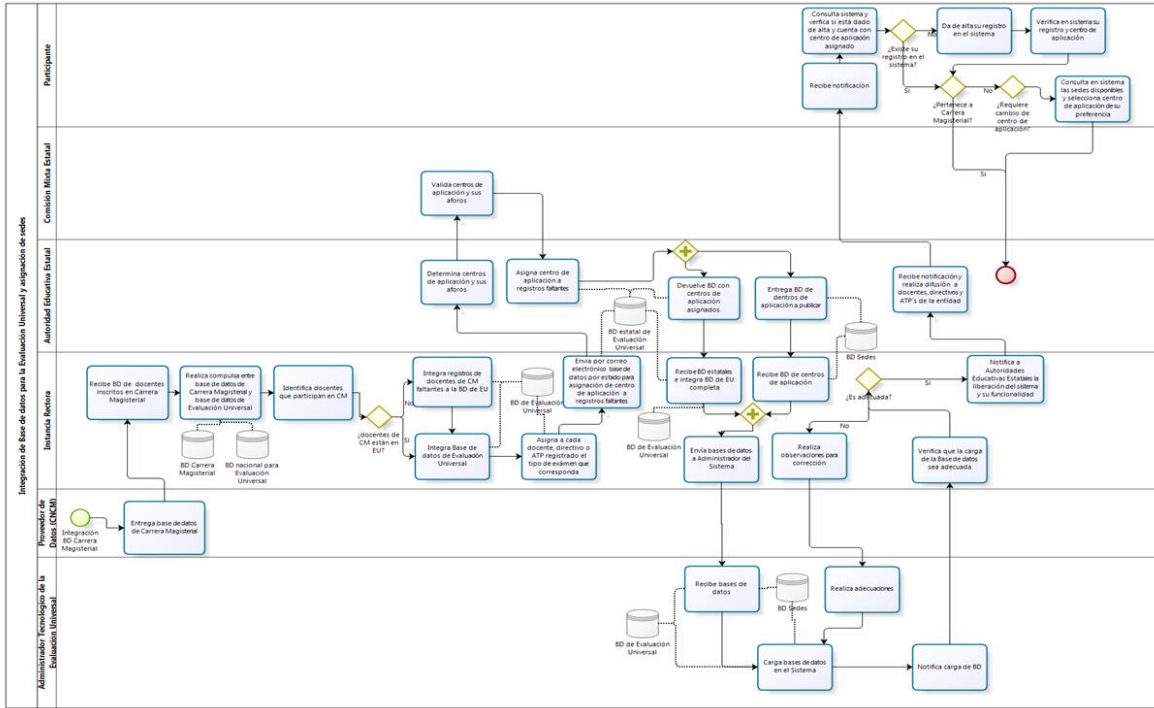 Integración de Base de datos para la Evaluación Universal y asignación de sedes
Participante
Consulta sistema y
verfica si está dado
de alta y cuenta con
centro de aplicación
asignado
¿Existe su
registro en el
sistema?
No
Da de alta su registro
en el sistema
Verifica en sistema su
registro y centro de
aplicación
Recibe notificación
Si
¿Pertenece a
Carrera
Magisterial?
No
¿Requiere
cambio de
centro de
aplicación?
Consulta en sistema
las sedes disponibles
y selecciona centro
de aplicación de su
preferencia
Si
Comisión Mixta Estatal
Valida centros de
aplicación y sus
aforos
Autoridad Educativa Estatal
Determina centros
de aplicación y sus
aforos
Asigna centro de
aplicación a
registros faltantes
Devuelve BD con
centros de
aplicación
asignados
Entrega BD de
dentros de
aplicación a publicar
Recibe notificación y
realiza difusión a
docentes, directivos y
ATP´s de la entidad
BD estatal de
Evaluación
Universal
BD Sedes
Instancia Rectora
Recibe BD de docentes
inscritos en Carrera
Magisterial
Realiza compulsa entre
base de datos de
Carrera Magisterial y
base de datos de
Evaluación Universal
Identifica docentes
que participan en CM
¿docentes de
CM están en
EU?
No
Si
Integra registros de
docentes de CM
faltantes a la BD de EU
Integra Base de
datos de Evaluación
Universal
BD de Evaluación
Universal
Asigna a cada
docente, directivo o
ATP registrado el
tipo de exámen que
corresponda
Envía por correo
electrónico base de
datos por estado para
asignación de centro
de aplicación a
registros faltantes
Recibe BD estatales
e integra BD de EU
completa
Recibe BD de centros
de aplicación
BD de Evaluación
Universal
Envía bases de datos
a Administrador del
Sistema
¿Es adecuada?
Si
No
Notifica a
Autoridades
Educativas Estatales la
liberación del sistema
y su funcionalidad
Realiza
observaciones para
corrección
Verifica que la carga
de la Base de datos
sea adecuada
BD Carrera
Magisterial
BD nacional para
Evaluación
Universal
Proveedor de
Datos (CNCM)
Integración
BD Carrera
Magisterial
Entrega base de datos
de Carrera Magisterial
Administrador Tecnológico de la
Evaluación Universal
Recibe bases de
datos
BD Sedes
Realiza adecuaciones
BD de Evaluación
Universal
Carga bases de datos
en el Sistema
Notifica carga de BD